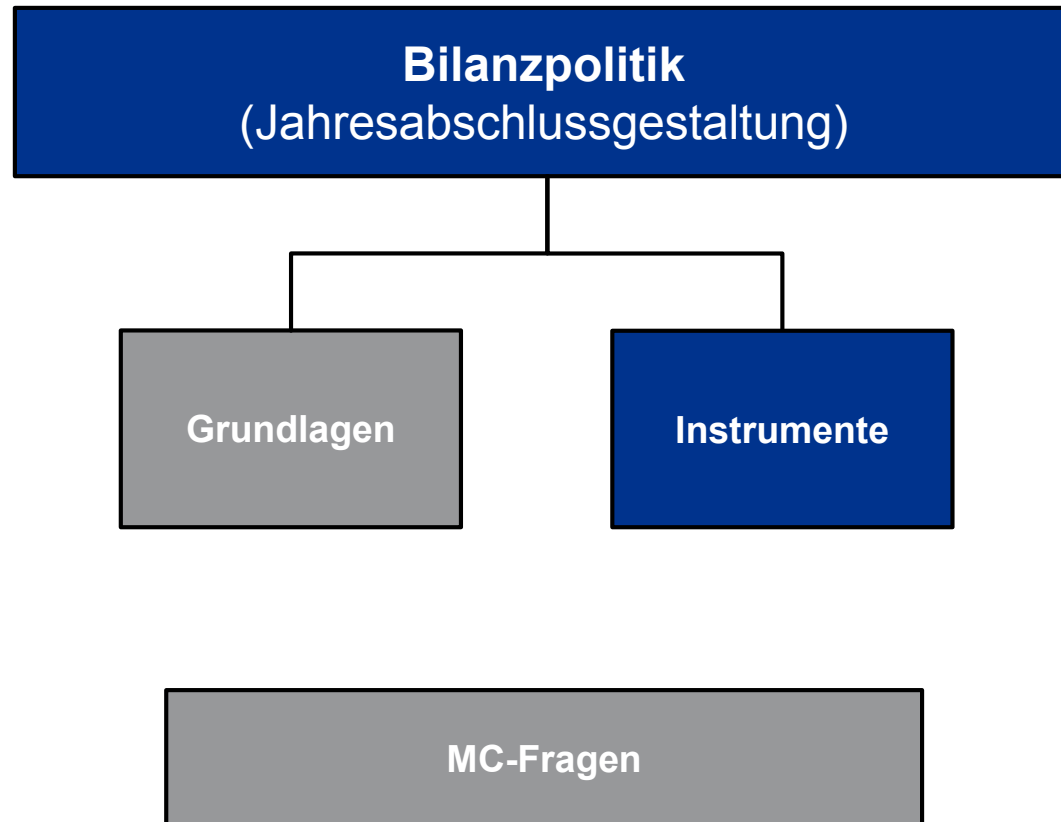 Bilanzpolitik
(Jahresabschlussgestaltung)
Grundlagen
Instrumente
MC-Fragen